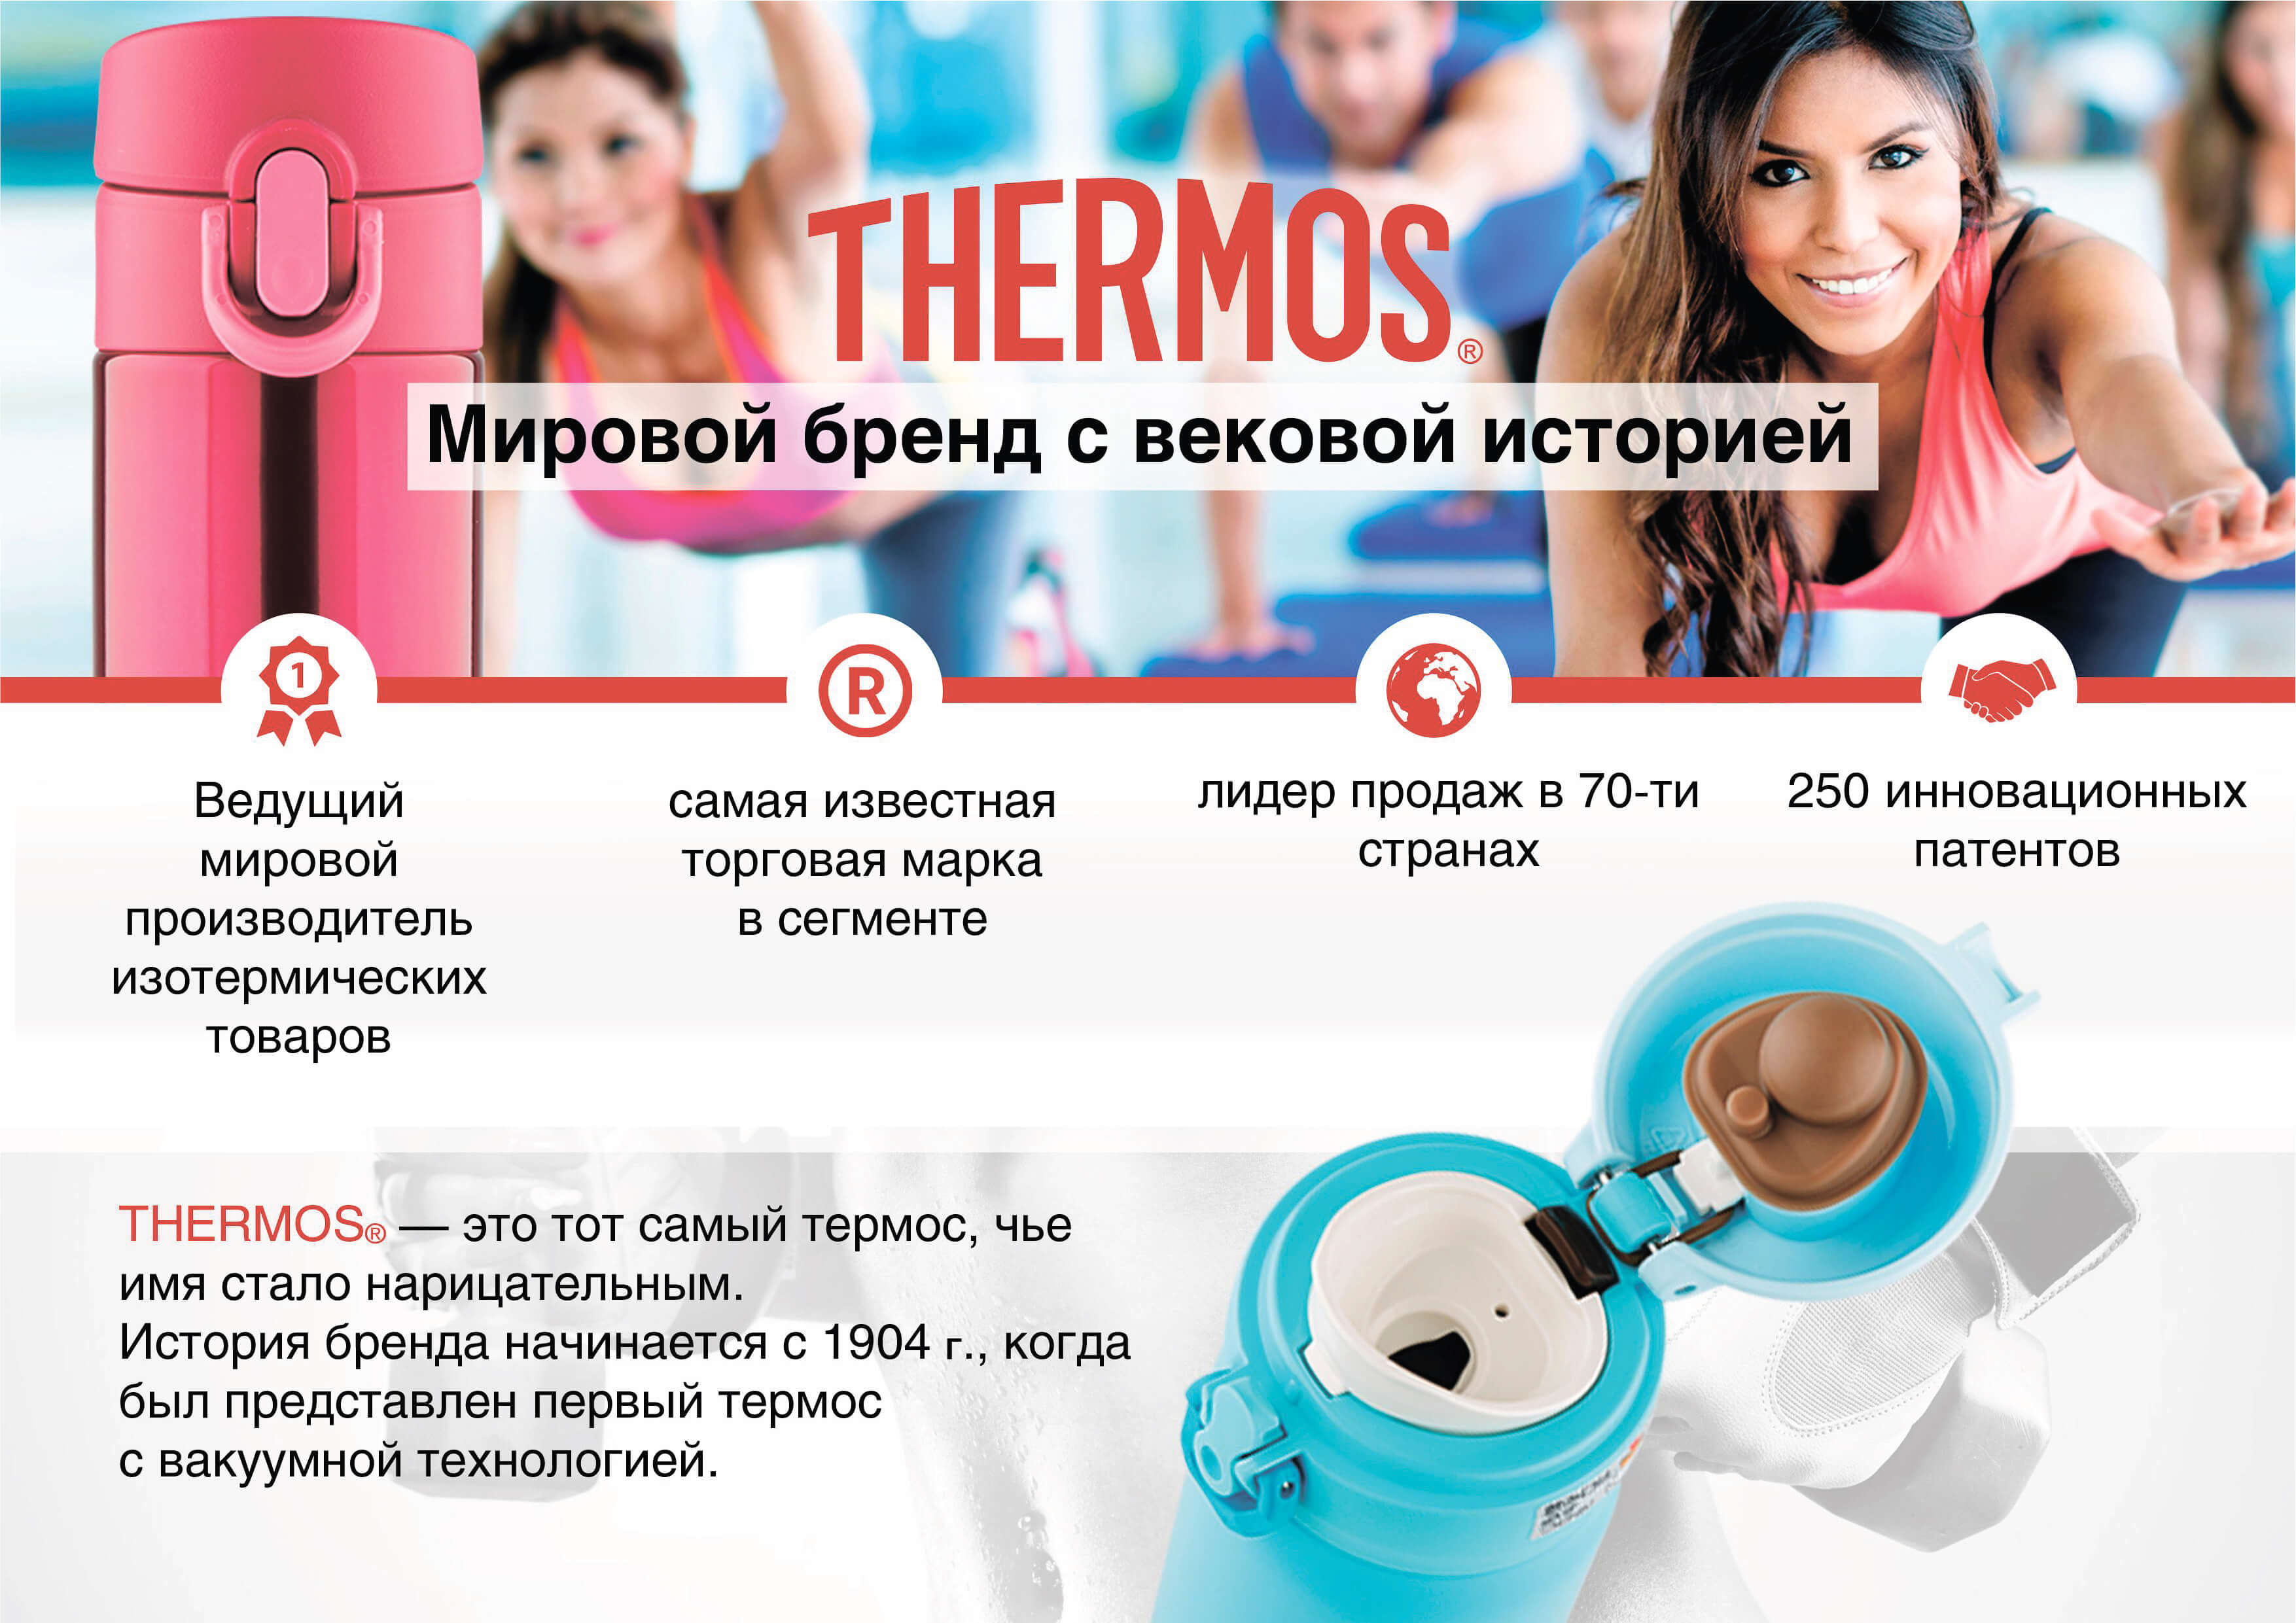 THERMOS®
Мировой бренд с вековой историей
1
Ведущий
мировой
производитель
изотермических
товаров
R
самая известная
торговая марка
в сегменте
лидер продаж в 70-ти
странах
250 инновационных
патентов
THERMOS® — это тот самый термос, чье
имя стало нарицательным.
История бренда начинается с 1904 г., когда
был представлен первый термос
с вакуумной технологией.